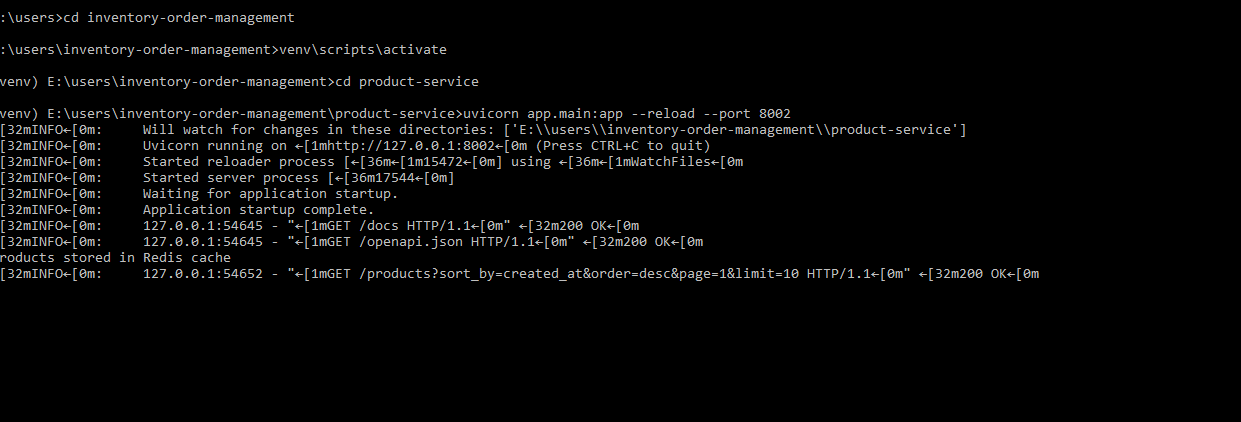 :\users>cd inventory-order-management
:\users\inventory-order-management>venv\scripts\activate
venv) E:\users\inventory-order-management>cd product-service
venv) E:\users\inventory-order-management\product-service>uvicorn app.main:app --reload --port 8002
[32mINFO←[0m:     Will watch for changes in these directories: ['E:\\users\\inventory-order-management\\product-service']
[32mINFO←[0m:     Uvicorn running on ←[1mhttp://127.0.0.1:8002←[0m (Press CTRL+C to quit)
[32mINFO←[0m:     Started reloader process [←[36m←[1m15472←[0m] using ←[36m←[1mWatchFiles←[0m
[32mINFO←[0m:     Started server process [←[36m17544←[0m]
[32mINFO←[0m:     Waiting for application startup.
[32mINFO←[0m:     Application startup complete.
[32mINFO←[0m:     127.0.0.1:54645 - "←[1mGET /docs HTTP/1.1←[0m" ←[32m200 OK←[0m
[32mINFO←[0m:     127.0.0.1:54645 - "←[1mGET /openapi.json HTTP/1.1←[0m" ←[32m200 OK←[0m
roducts stored in Redis cache
[32mINFO←[0m:     127.0.0.1:54652 - "←[1mGET /products?sort_by=created_at&order=desc&page=1&limit=10 HTTP/1.1←[0m" ←[32m200 OK←[0m